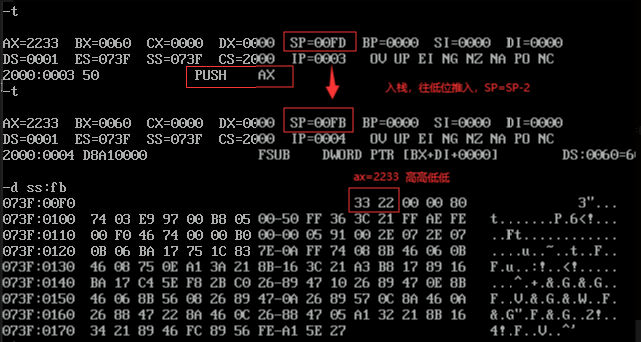 -t
AX=2233 BX=0060 CX=0000 DX=0000 SP=00FD BP=0000 SI=0000 DI=0000
DS=0001 ES=073F SS=073F CS=2000 IP=0003 OV UP EI NG NZ NA PO NC
2000:0003 50 PUSH AX
-t
入栈，往低位推入，SP=SP-2
AX=2233 BX=0060 CX=0000 DX=0000 SP=00FB BP=0000 SI=0000 DI=0000
DS=0001 ES=073F SS=073F CS=2000 IP=0004 OV UP EI NG NZ NA PO NC
2000:0004 D8A10000 FSUB DWORD PTR [BX+DI+0000] DS:0060=6
-d ss:fb
ax=2233 高高低低
073F:00F0 33 22 00 00 80 3"...
073F:0100 74 03 E9 97 00 B8 05 00-50 FF 36 3C 21 FF AE FE t.......P.6<!...
073F:0110 00 F0 46 74 00 00 B0 00-00 05 91 00 2E 07 2E 07 ..Ft............
073F:0120 0B 06 BA 17 75 1C 83 7E-0A FF 74 08 8B 46 06 0B ....u..~..t..F..
073F:0130 46 08 75 0E A1 3A 21 8B-16 3C 21 A3 B8 17 89 16 F.u..:!..<!.....
073F:0140 BA 17 C4 5E F8 2B C0 26-89 47 10 26 89 47 0E 8B ...^.+.&.G.&.G..
073F:0150 46 06 8B 56 08 26 89 47-0A 26 89 57 0C 8A 46 0A F..V.&.G.&.W..F.
073F:0160 26 88 47 22 8A 46 0C 26-88 47 05 A1 32 21 8B 16 &.G".F.&.G..2!..
073F:0170 34 21 89 46 FC 89 56 FE-A1 5E 27 4!.F..V..^'